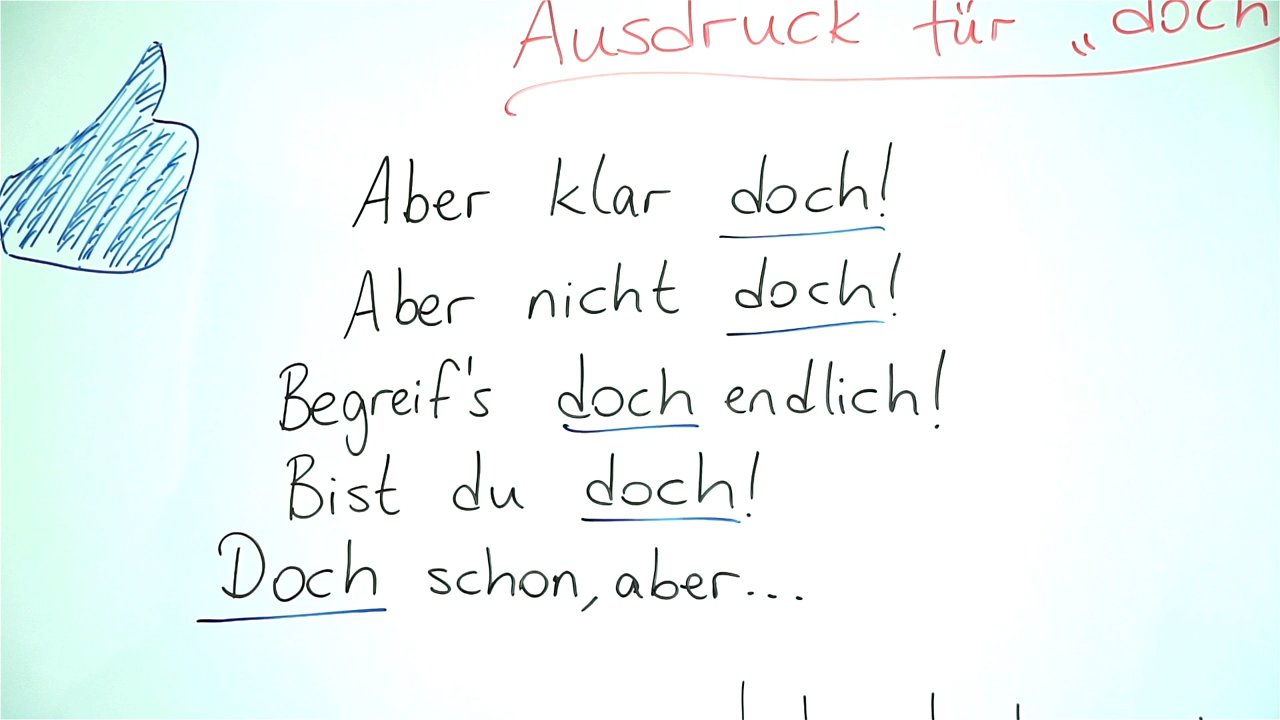 Ausdruck für „doch
Aber klar doch!
Aber nicht doch!
Begreif's doch endlich!
Bist du doch!
Doch schon, aber...